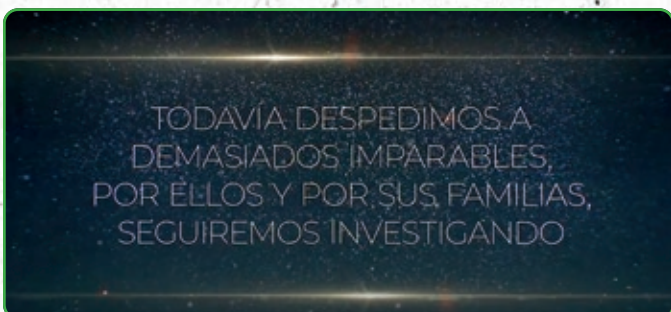 TODAVÍA DESPEDIMOS A
DEMASIADOS IMPARABLES,
POR ELLOS Y POR SUS FAMILIAS,
SEGUIREMOS INVESTIGANDO